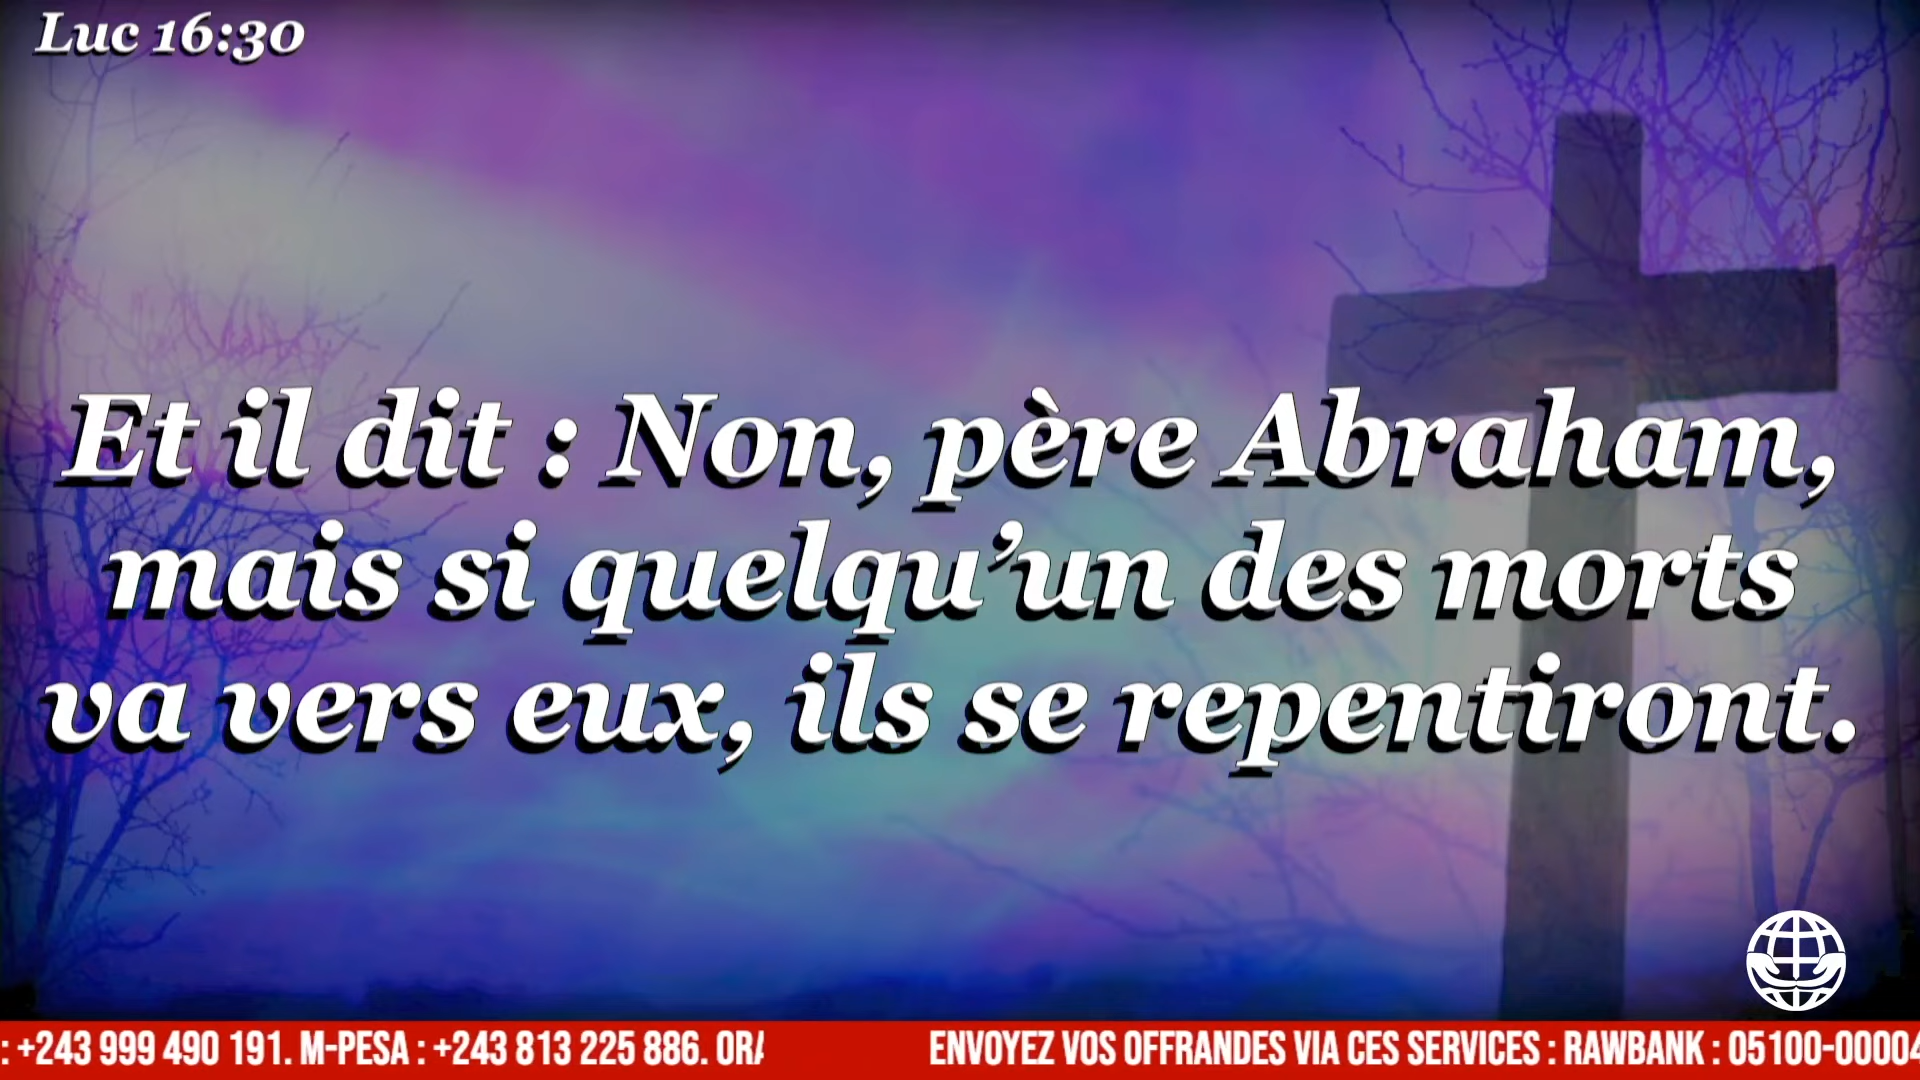 Luc 16:30
Et il dit : Non, père Abraham,
mais si quelqu’un des morts
va vers eux, ils se repentiront.
: +243 999 490 191. M-PESA : +243 813 225 886. ENVOYEZ VOS OFFRANDES VIA CES SERVICES : RAWBANK : 05100-00004